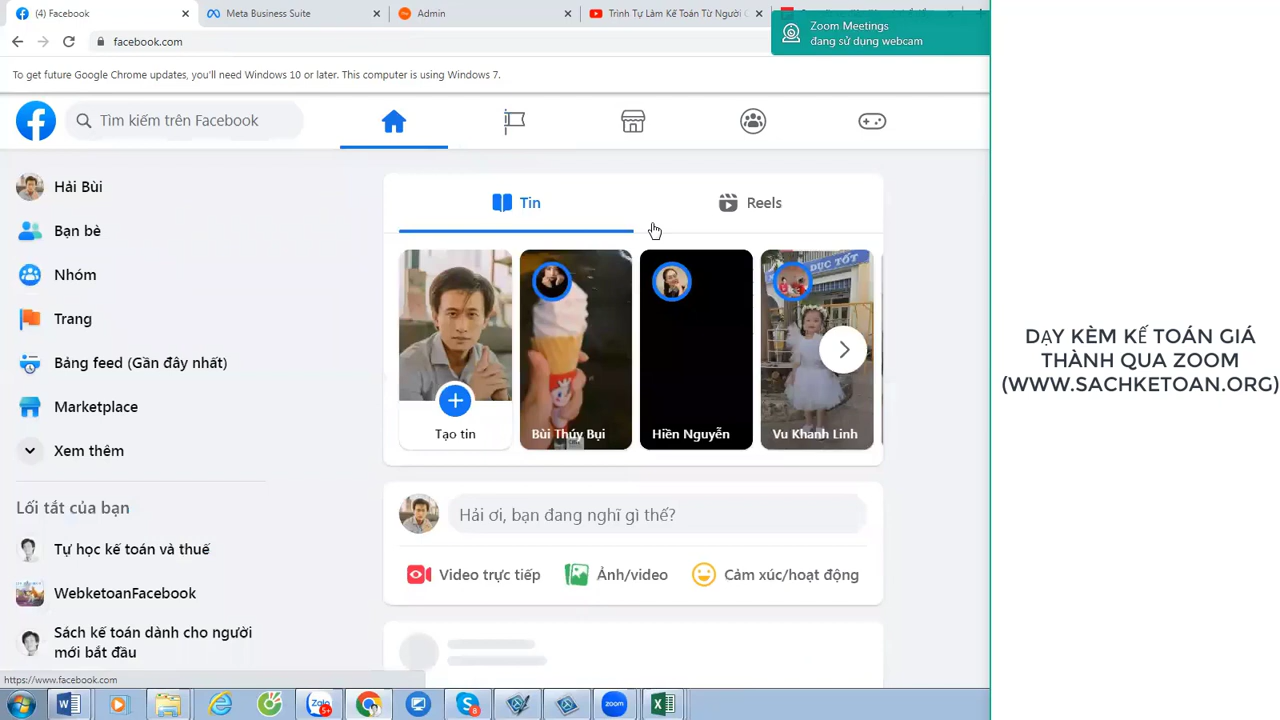 (4) Facebook
Meta Business Suite
Admin
Trình Tự Làm Kế Toán Từ Người C
facebook.com
Zoom Meetings
đang sử dụng webcam
To get future Google Chrome updates, you'll need Windows 10 or later. This computer is using Windows 7.
Tìm kiếm trên Facebook
Hải Bùi
Bạn bè
Nhóm
Trang
Bảng feed (Gần đây nhất)
Marketplace
Xem thêm
Lối tắt của bạn
Tự học kế toán và thuế
WebketoanFacebook
Sách kế toán dành cho người
mới bắt đầu
Tin
Reels
Tạo tin
Bùi Thúy Bụi
Hiền Nguyễn
Vu Khanh Linh
Hải ơi, bạn đang nghĩ gì thế?
Video trực tiếp
Ảnh/video
Cảm xúc/hoạt động
DẠY KÈM KẾ TOÁN GIÁ
THÀNH QUA ZOOM
(WWW.SACHKETOAN.ORG)
https://www.facebook.com
Zalo
5+
8
zoom